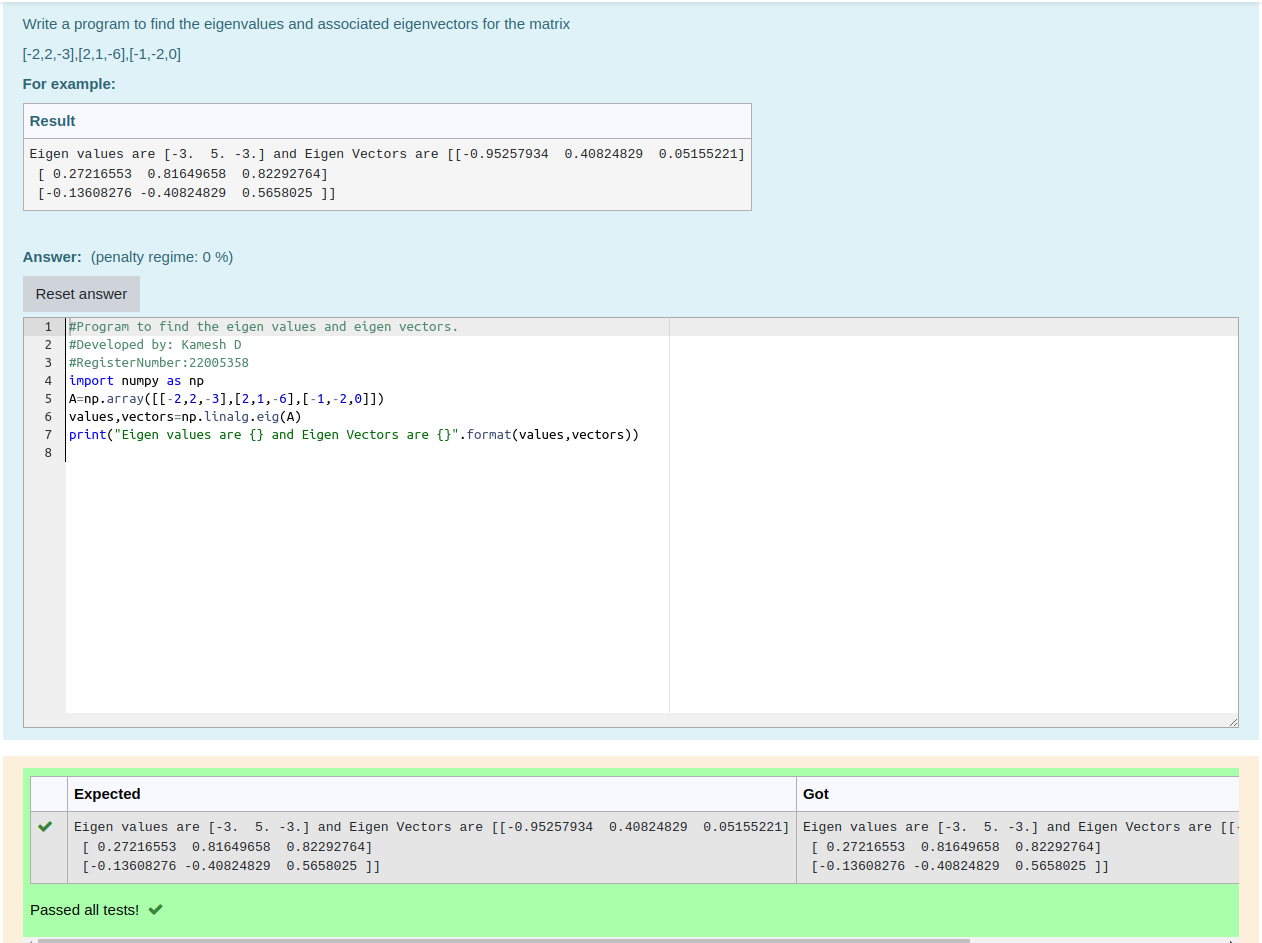 Write a program to find the eigenvalues and associated eigenvectors for the matrix
[-2,2,-3],[2,1,-6],[-1,-2,0]
For example:
Result
Eigen values are [-3.  5. -3.] and Eigen Vectors are [[-0.95257934  0.40824829  0.05155221]
 [ 0.27216553  0.81649658  0.82292764]
 [-0.13608276 -0.40824829  0.5658025 ]]
Answer: (penalty regime: 0 %)
Reset answer
1 #Program to find the eigen values and eigen vectors.
2 #Developed by: Kamesh D
3 #RegisterNumber:22005358
4 import numpy as np
5 A=np.array([[-2,2,-3],[2,1,-6],[-1,-2,0]])
6 values,vectors=np.linalg.eig(A)
7 print("Eigen values are {} and Eigen Vectors are {}".format(values,vectors))
8
Expected Got
Eigen values are [-3.  5. -3.] and Eigen Vectors are [[-0.95257934  0.40824829  0.05155221] Eigen values are [-3.  5. -3.] and Eigen Vectors are [[-
 [ 0.27216553  0.81649658  0.82292764] [ 0.27216553  0.81649658  0.82292764]
 [-0.13608276 -0.40824829  0.5658025 ]] [-0.13608276 -0.40824829  0.5658025 ]]
Passed all tests!